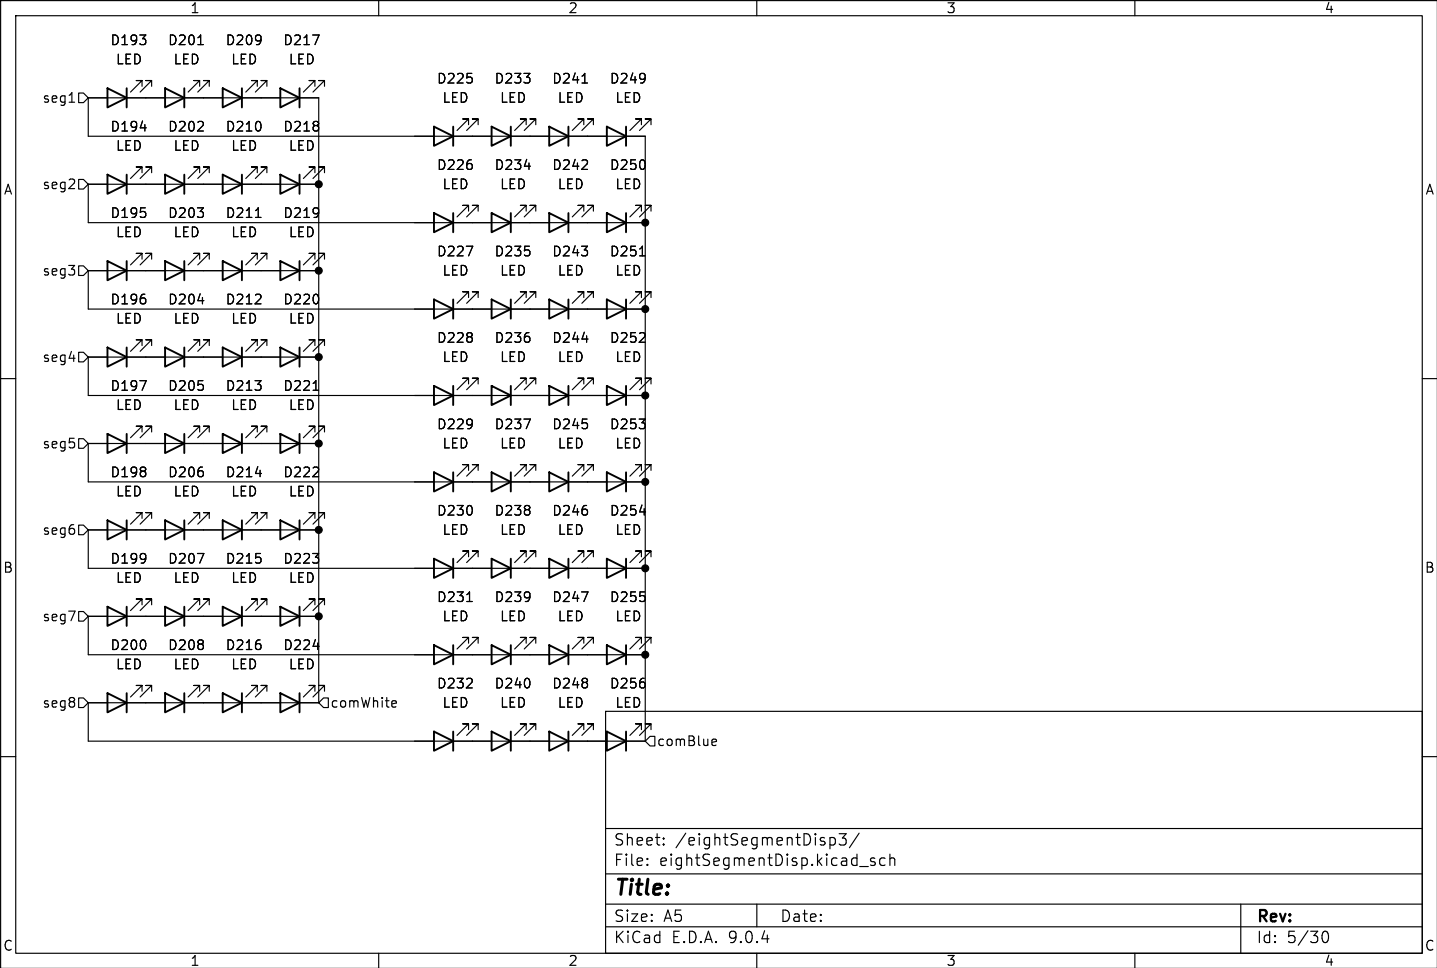 1 2 3 4
D193 D201 D209 D217
LED LED LED LED
D225 D233 D241 D249
LED LED LED LED
seg1
D194 D202 D210 D218
LED LED LED LED
D226 D234 D242 D250
LED LED LED LED
seg2
A A
D195 D203 D211 D219
LED LED LED LED
D227 D235 D243 D251
LED LED LED LED
seg3
D196 D204 D212 D220
LED LED LED LED
D228 D236 D244 D252
LED LED LED LED
seg4
D197 D205 D213 D221
LED LED LED LED
D229 D237 D245 D253
LED LED LED LED
seg5
D198 D206 D214 D222
LED LED LED LED
D230 D238 D246 D254
LED LED LED LED
seg6
D199 D207 D215 D223
B B
LED LED LED LED
D231 D239 D247 D255
LED LED LED LED
seg7
D200 D208 D216 D224
LED LED LED LED
D232 D240 D248 D256
LED LED LED LED
seg8 comWhite
comBlue
Sheet: /eightSegmentDisp3/
File: eightSegmentDisp.kicad_sch
Title:
Size: A5 Date: Rev:
KiCad E.D.A. 9.0.4 Id: 5/30
C C
1 2 3 4